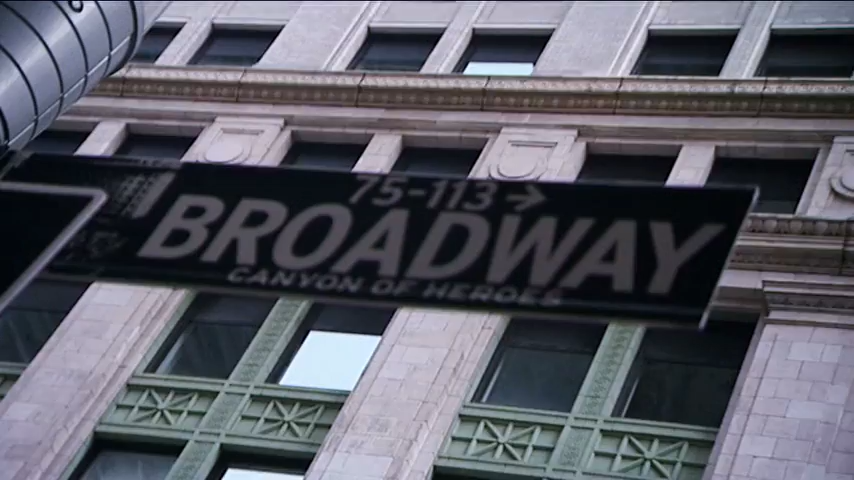 75-113 →
BROADWAY
CANYON OF HEROES